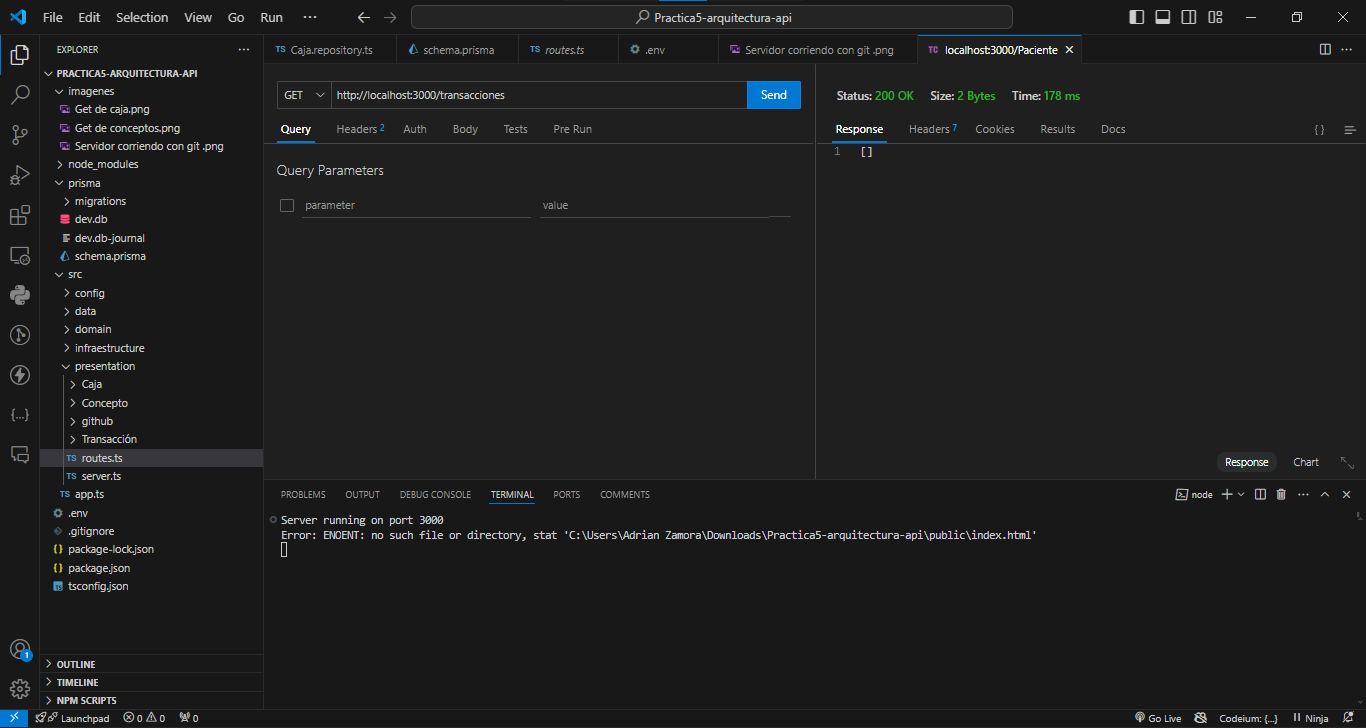 File Edit Selection View Go Run ··· Practica5-arquitectura-api
EXPLORER ···
PRACTICA5-ARQUITECTURA-API
imagenes
Get de caja.png
Get de conceptos.png
Servidor corriendo con git .png
node_modules
prisma
migrations
dev.db
dev.db-journal
schema.prisma
src
config
data
domain
infraestructure
presentation
Caja
Concepto
github
Transacción
TS routes.ts
TS server.ts
TS app.ts
.env
.gitignore
{} package-lock.json
{} package.json
tsconfig.json
OUTLINE
TIMELINE
NPM SCRIPTS
TS Caja.repository.ts
schema.prisma
TS routes.ts
.env
Servidor corriendo con git .png
TC localhost:3000/Paciente
GET http://localhost:3000/transacciones Send
Query Headers 2 Auth Body Tests Pre Run
Query Parameters
parameter value
Status: 200 OK Size: 2 Bytes Time: 178 ms
Response Headers 7 Cookies Results Docs {}
1 []
Response Chart
PROBLEMS OUTPUT DEBUG CONSOLE TERMINAL PORTS COMMENTS node
Server running on port 3000
Error: ENOENT: no such file or directory, stat 'C:\Users\Adrian Zamora\Downloads\Practica5-arquitectura-api\public\index.html'
1
Launchpad 0 0 0 Go Live Codeium: {...} Ninja